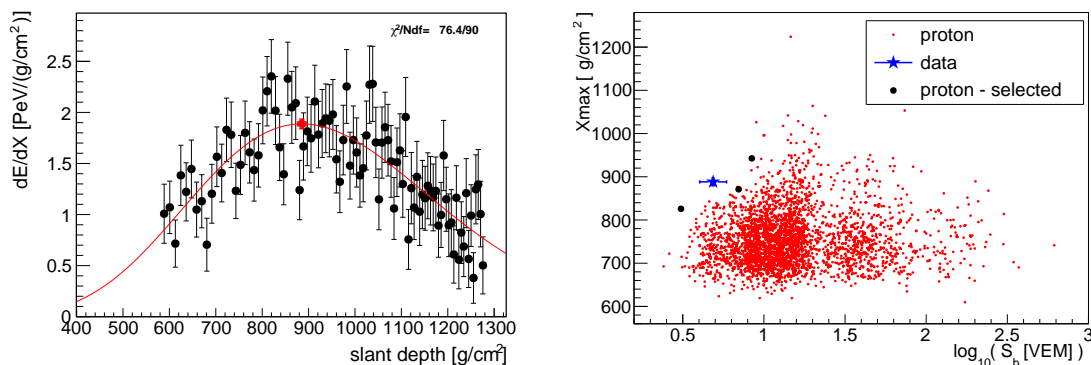 dE/dX [PeV/(g/cm²)]
χ²/Ndf= 76.4/90
2.5
2
1.5
1
0.5
0
400 500 600 700 800 900 1000 1100 1200 1300
slant depth [g/cm²]
Xmax [ g/cm² ]
1200
1100
1000
900
800
700
600
proton
data
proton - selected
0.5 1 1.5 2 2.5 3
log₁₀( S_b [VEM] )